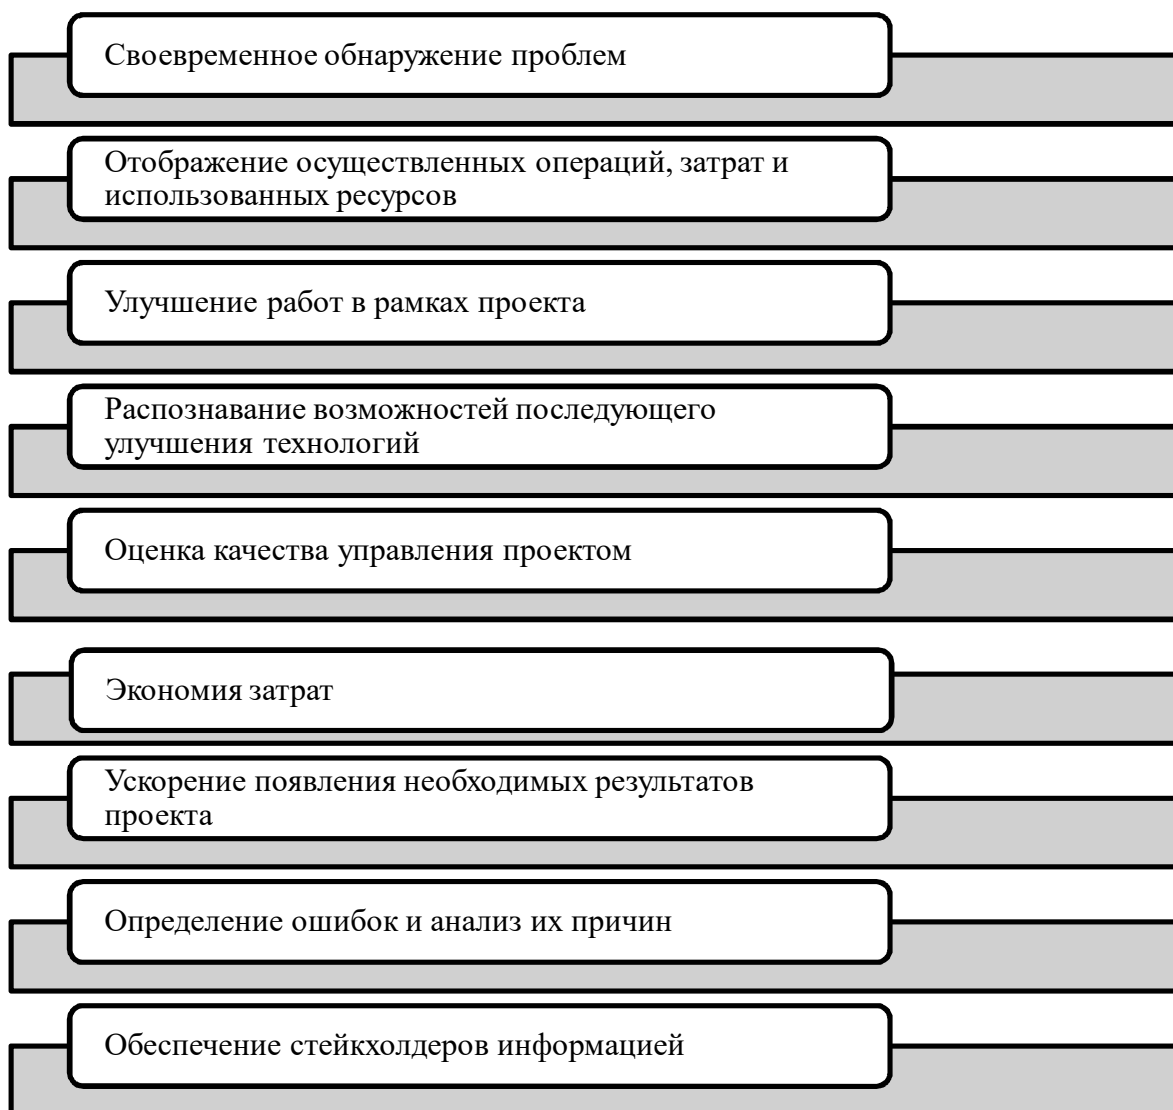 Своевременное обнаружение проблем
Отображение осуществленных операций, затрат и
использованных ресурсов
Улучшение работ в рамках проекта
Распознавание возможностей последующего
улучшения технологий
Оценка качества управления проектом
Экономия затрат
Ускорение появления необходимых результатов
проекта
Определение ошибок и анализ их причин
Обеспечение стейкхолдеров информацией